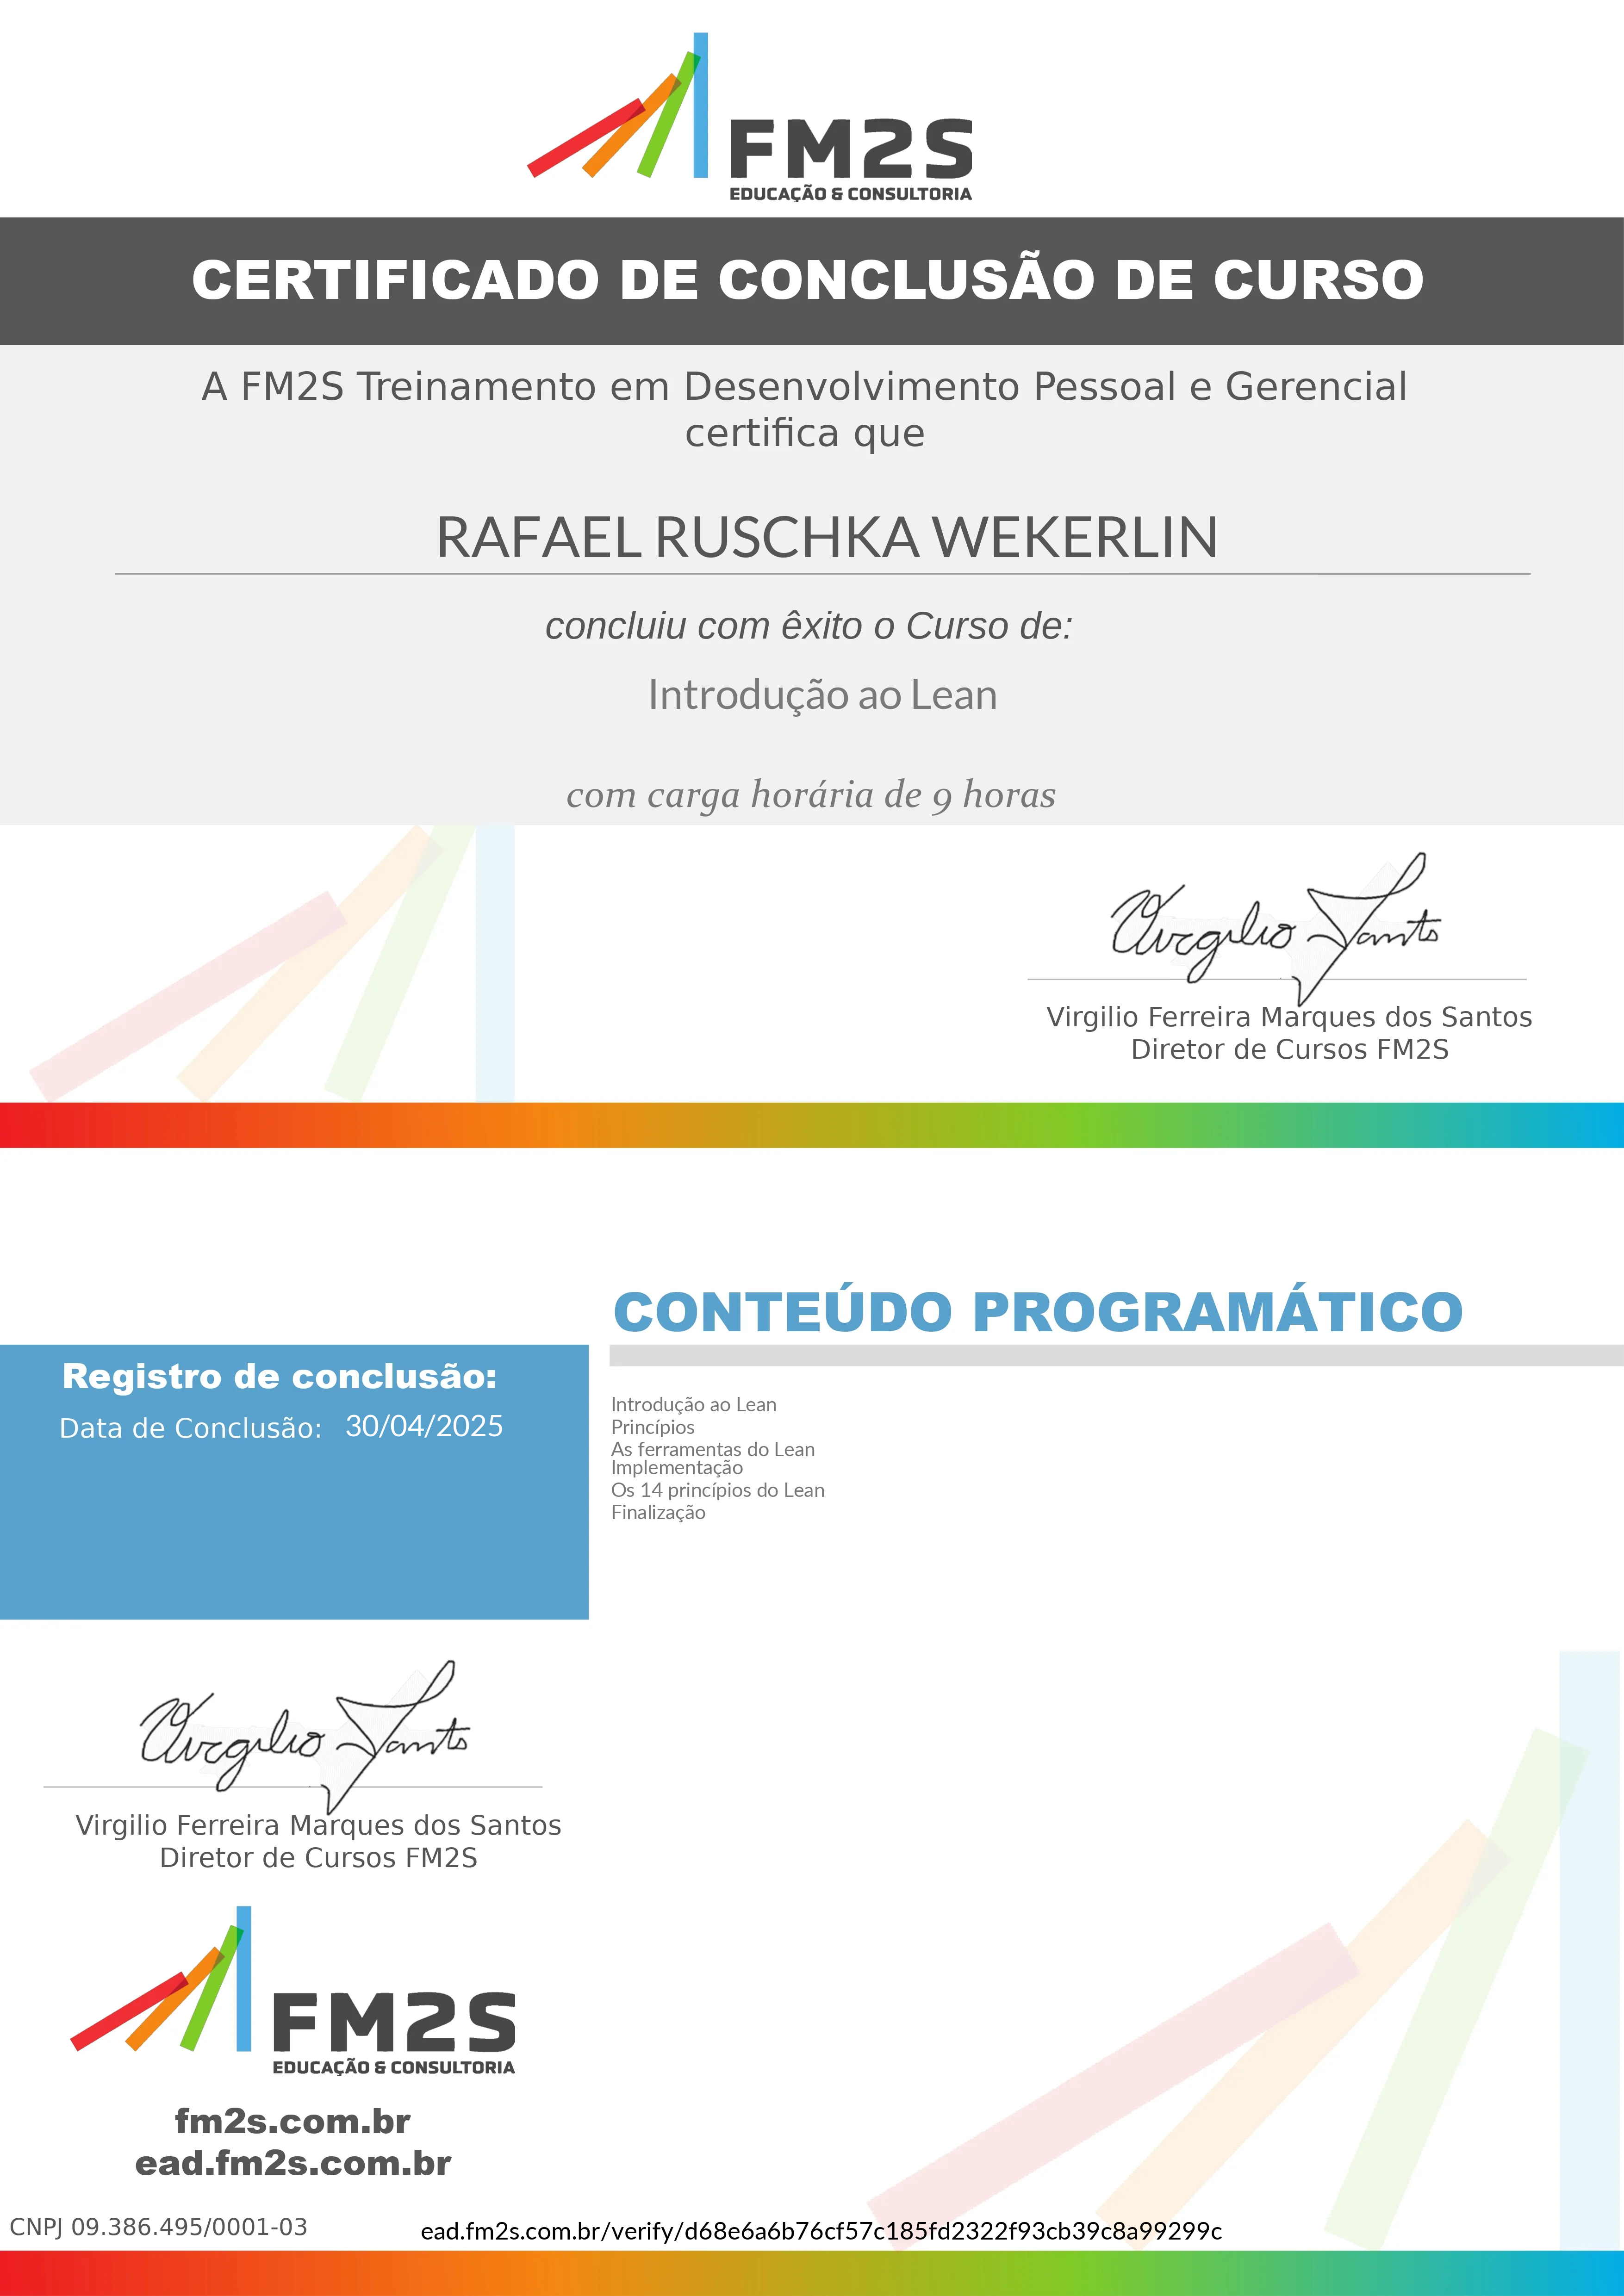 FM2S
EDUCAÇÃO & CONSULTORIA
CERTIFICADO DE CONCLUSÃO DE CURSO
A FM2S Treinamento em Desenvolvimento Pessoal e Gerencial
certifica que
RAFAEL RUSCHKA WEKERLIN
concluiu com êxito o Curso de:
Introdução ao Lean
com carga horária de 9 horas
Virgilio Santo
Virgilio Ferreira Marques dos Santos
Diretor de Cursos FM2S
CONTEÚDO PROGRAMÁTICO
Registro de conclusão:
Data de Conclusão: 30/04/2025
Introdução ao Lean
Princípios
As ferramentas do Lean
Implementação
Os 14 princípios do Lean
Finalização
Virgilio Santo
Virgilio Ferreira Marques dos Santos
Diretor de Cursos FM2S
FM2S
EDUCAÇÃO & CONSULTORIA
fm2s.com.br
ead.fm2s.com.br
CNPJ 09.386.495/0001-03
ead.fm2s.com.br/verify/d68e6a6b76cf57c185fd2322f93cb39c8a99299c